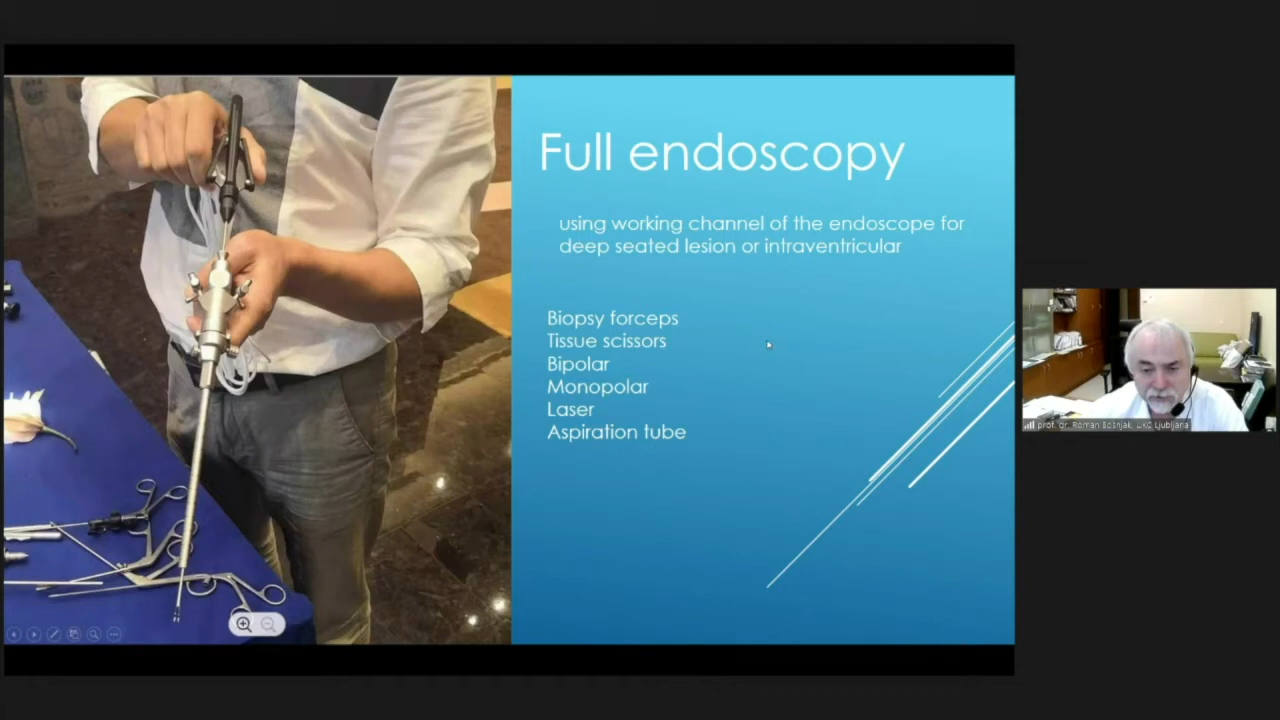 Full endoscopy
using working channel of the endoscope for
deep seated lesion or intraventricular
Biopsy forceps
Tissue scissors
Bipolar
Monopolar
Laser
Aspiration tube
prof. dr. Roman Bošnjak, UKC Ljubljana